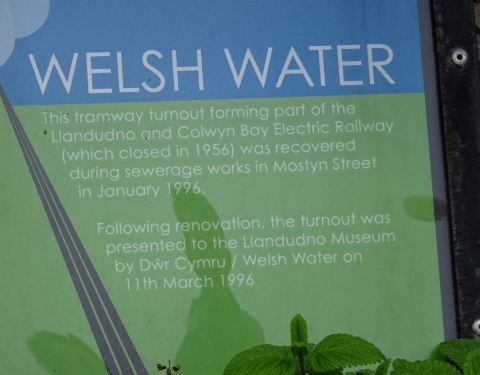 WELSH WATER
This tramway turnout forming part of the
Llandudno and Colwyn Bay Electric Railway
(which closed in 1956) was recovered
during sewerage works in Mostyn Street
in January 1996.
Following renovation, the turnout was
presented to the Llandudno Museum
by Dŵr Cymru / Welsh Water on
11th March 1996